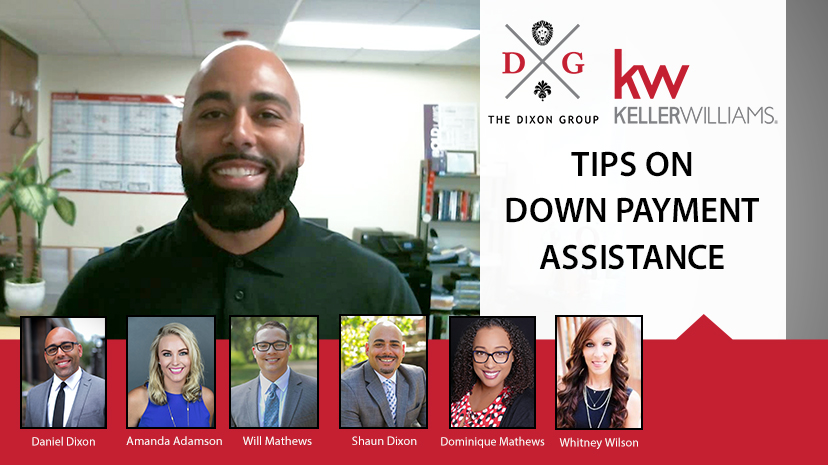 D G
THE DIXON GROUP
kw
KELLERWILLIAMS®
TIPS ON
DOWN PAYMENT
ASSISTANCE
Daniel Dixon
Amanda Adamson
Will Mathews
Shaun Dixon
Dominique Mathews
Whitney Wilson